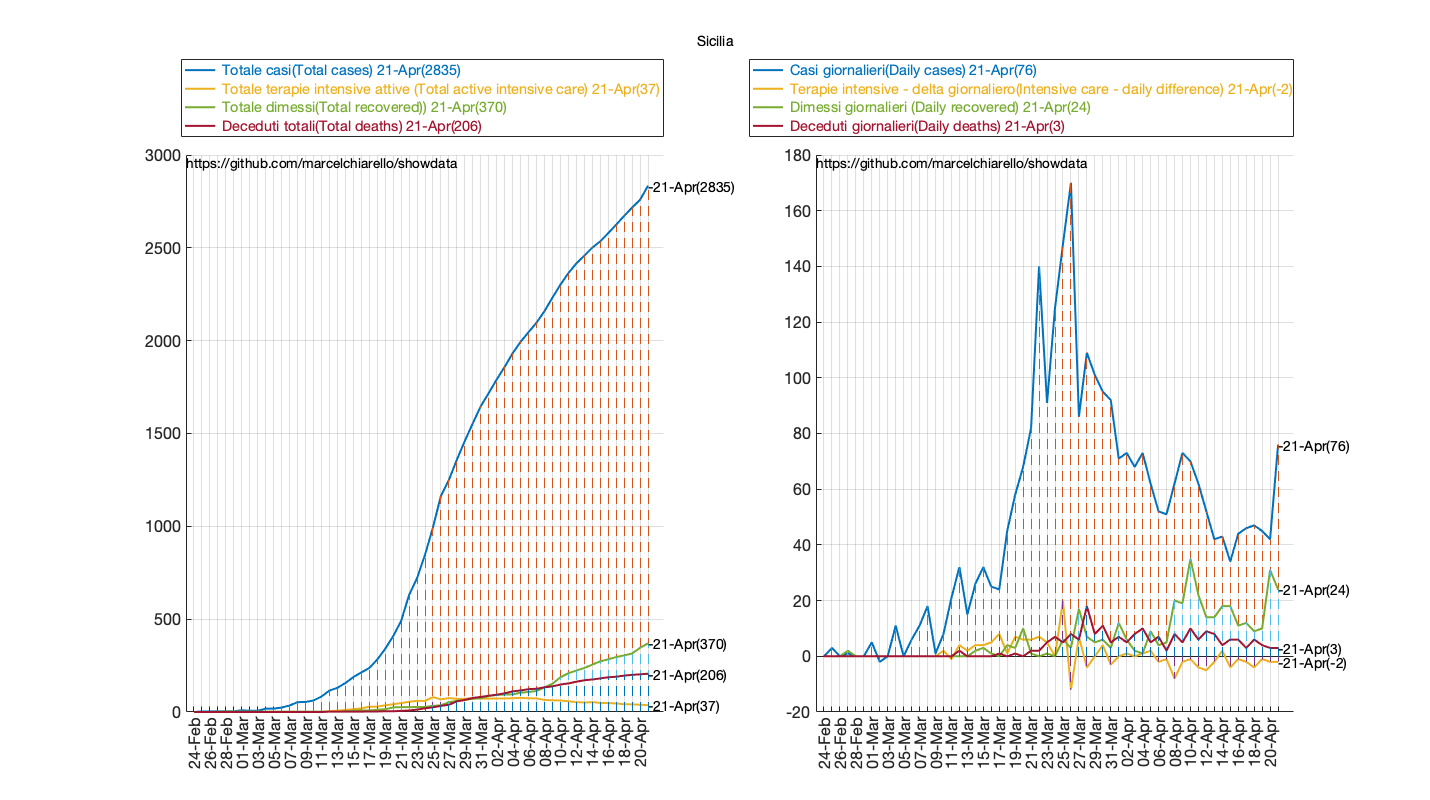 Sicilia
Totale casi(Total cases) 21-Apr(2835)
Totale terapie intensive attive (Total active intensive care) 21-Apr(37)
Totale dimessi(Total recovered)) 21-Apr(370)
Deceduti totali(Total deaths) 21-Apr(206)
3000
https://github.com/marcelchiarello/showdata
21-Apr(2835)
2500
2000
1500
1000
500
21-Apr(370)
21-Apr(206)
21-Apr(37)
0
24-Feb
26-Feb
28-Feb
01-Mar
03-Mar
05-Mar
07-Mar
09-Mar
11-Mar
13-Mar
15-Mar
17-Mar
19-Mar
21-Mar
23-Mar
25-Mar
27-Mar
29-Mar
31-Mar
02-Apr
04-Apr
06-Apr
08-Apr
10-Apr
12-Apr
14-Apr
16-Apr
18-Apr
20-Apr
Casi giornalieri(Daily cases) 21-Apr(76)
Terapie intensive - delta giornaliero(Intensive care - daily difference) 21-Apr(-2)
Dimessi giornalieri (Daily recovered) 21-Apr(24)
Deceduti giornalieri(Daily deaths) 21-Apr(3)
180
https://github.com/marcelchiarello/showdata
160
140
120
100
80
21-Apr(76)
60
40
20
21-Apr(24)
0
21-Apr(3)
21-Apr(-2)
-20
24-Feb
26-Feb
28-Feb
01-Mar
03-Mar
05-Mar
07-Mar
09-Mar
11-Mar
13-Mar
15-Mar
17-Mar
19-Mar
21-Mar
23-Mar
25-Mar
27-Mar
29-Mar
31-Mar
02-Apr
04-Apr
06-Apr
08-Apr
10-Apr
12-Apr
14-Apr
16-Apr
18-Apr
20-Apr